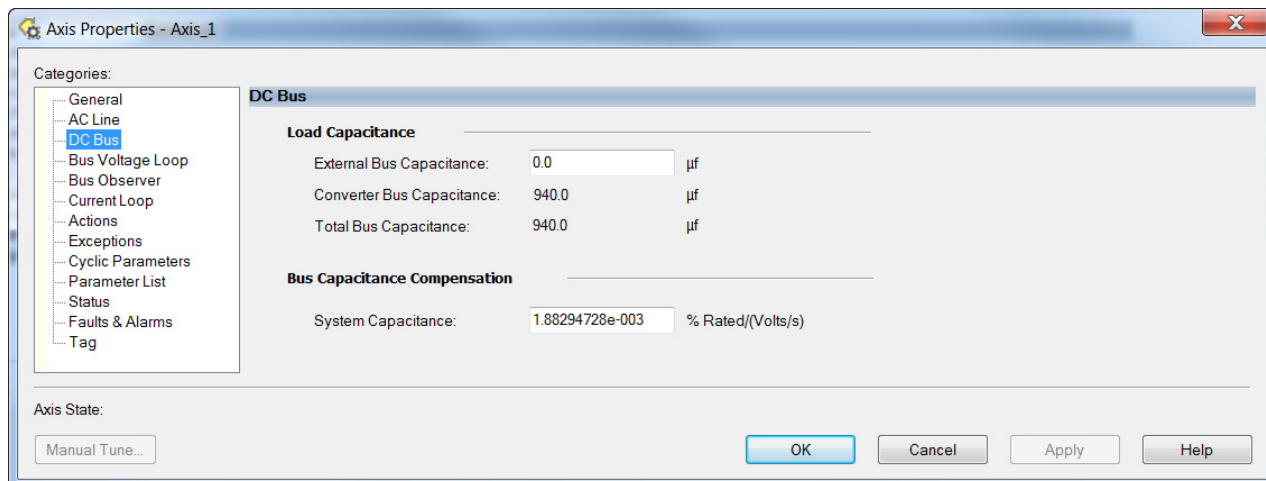 Axis Properties - Axis_1
X
Categories:
General
AC Line
DC Bus
Bus Voltage Loop
Bus Observer
Current Loop
Actions
Exceptions
Cyclic Parameters
Parameter List
Status
Faults & Alarms
Tag
DC Bus
Load Capacitance
External Bus Capacitance: 0.0 µf
Converter Bus Capacitance: 940.0 µf
Total Bus Capacitance: 940.0 µf
Bus Capacitance Compensation
System Capacitance: 1.88294728e-003 % Rated/(Volts/s)
Axis State:
Manual Tune... OK Cancel Apply Help